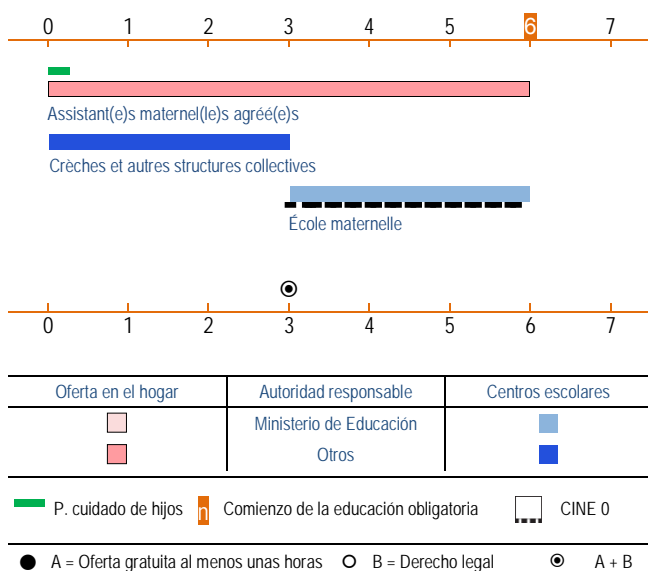 0 1 2 3 4 5 6 7
Assistant(e)s maternel(le)s agréé(e)s
Crèches et autres structures collectives
École maternelle
0 1 2 3 4 5 6 7
Oferta en el hogar Autoridad responsable Centros escolares
Ministerio de Educación
Otros
P. cuidado de hijos n Comienzo de la educación obligatoria CINE 0
A = Oferta gratuita al menos unas horas B = Derecho legal A + B